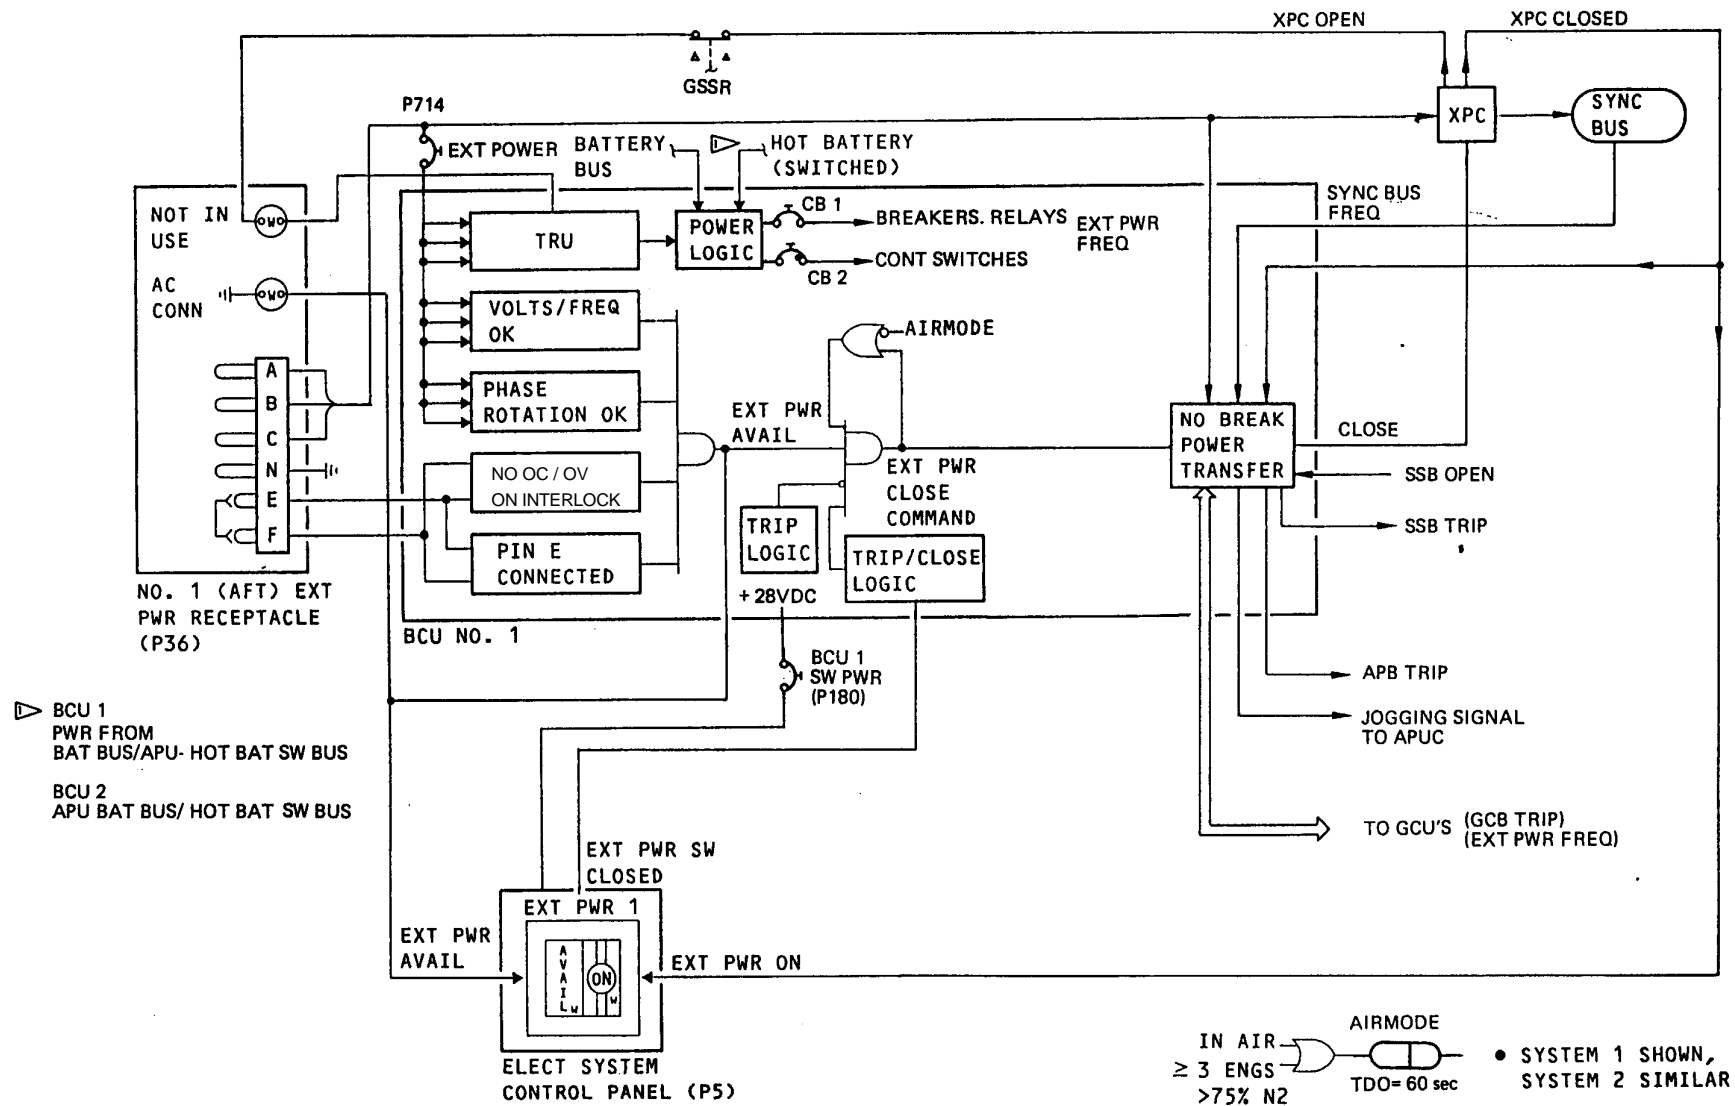 XPC OPEN
XPC CLOSED
GSSR
P714
XPC
SYNC
BUS
EXT POWER
BATTERY
BUS
HOT BATTERY
(SWITCHED)
NOT IN
USE
W
TRU
POWER
LOGIC
CB 1
BREAKERS. RELAYS
CB 2
CONT SWITCHES
EXT PWR
FREQ
SYNC BUS
FREQ
AC
CONN
W
VOLTS/FREQ
OK
AIRMODE
A
B
C
N
E
F
PHASE
ROTATION OK
EXT PWR
AVAIL
NO BREAK
POWER
TRANSFER
CLOSE
SSB OPEN
SSB TRIP
NO OC / OV
ON INTERLOCK
EXT PWR
CLOSE
COMMAND
TRIP
LOGIC
TRIP/CLOSE
LOGIC
PIN E
CONNECTED
+ 28VDC
NO. 1 (AFT) EXT
PWR RECEPTACLE
(P36)
BCU NO. 1
BCU 1
SW PWR
(P180)
APB TRIP
JOGGING SIGNAL
TO APUC
BCU 1
PWR FROM
BAT BUS/APU- HOT BAT SW BUS
BCU 2
APU BAT BUS/ HOT BAT SW BUS
TO GCU'S
(GCB TRIP)
(EXT PWR FREQ)
EXT PWR SW
CLOSED
EXT PWR 1
EXT PWR
AVAIL
AVAIL
W
ON
W
EXT PWR ON
ELECT SYSTEM
CONTROL PANEL (P5)
IN AIR
≥ 3 ENGS
>75% N2
AIRMODE
TDO= 60 sec
• SYSTEM 1 SHOWN,
SYSTEM 2 SIMILAR